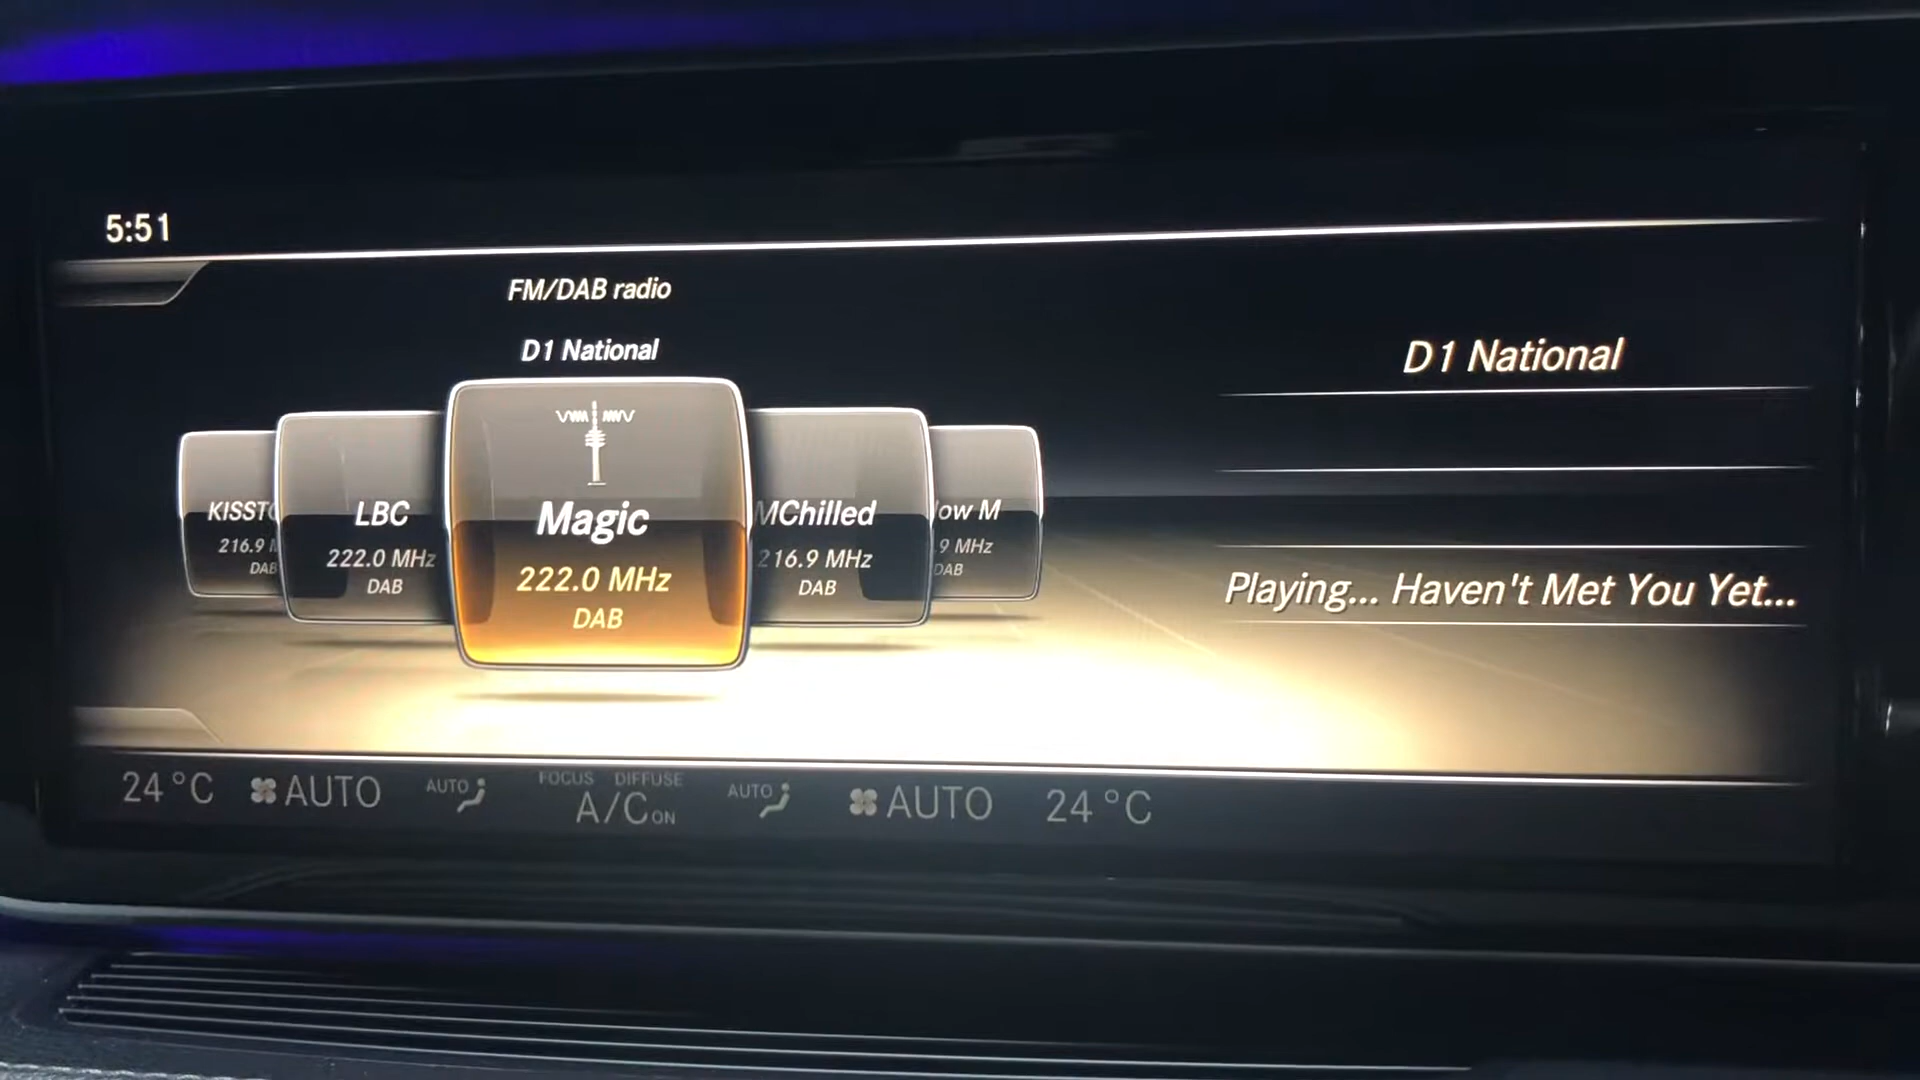 5:51
FM/DAB radio
D1 National
D1 National
KISST
216.9
DAB
LBC
222.0 MHz
DAB
Magic
222.0 MHz
DAB
MChilled
216.9 MHz
DAB
low M
.9 MHz
DAB
Playing... Haven't Met You Yet...
24°C AUTO AUTO FOCUS DIFFUSE AUTO AUTO 24°C
A/C ON